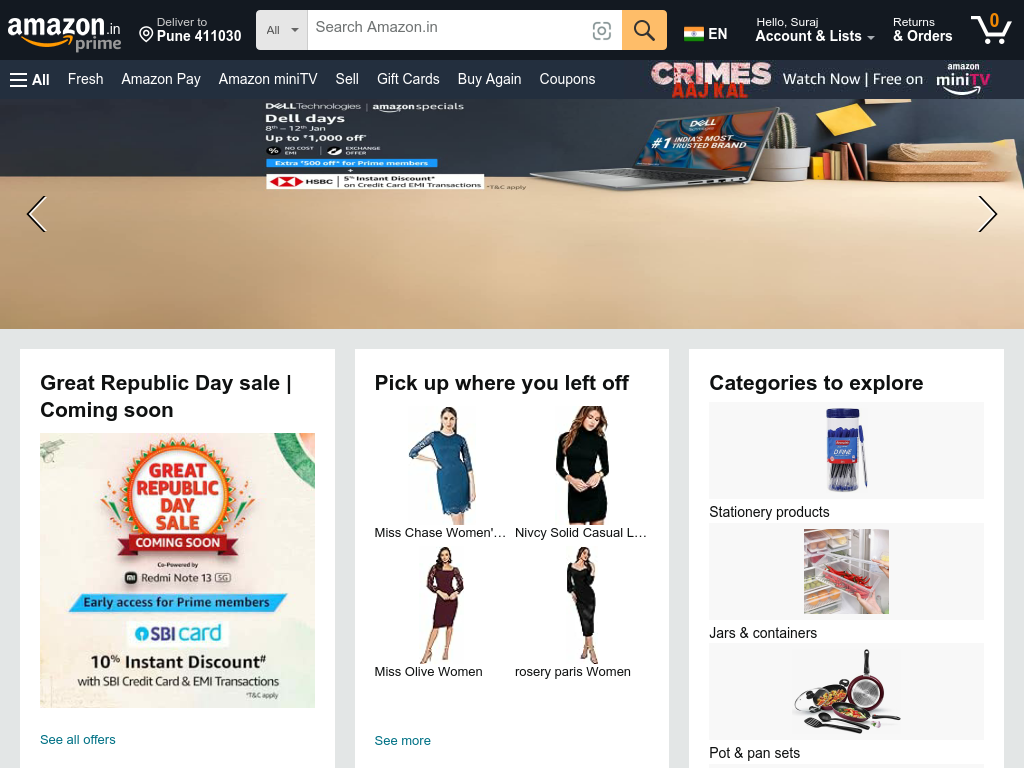 amazon.in
prime
Deliver to
Pune 411030
All
Search Amazon.in
EN
Hello, Suraj
Account & Lists
Returns
& Orders
0
All
Fresh
Amazon Pay
Amazon miniTV
Sell
Gift Cards
Buy Again
Coupons
CRIMES
AAJ KAL
Watch Now | Free on
amazon
miniTV
DELLTechnologies | amazonspecials
Dell days
8th – 12th Jan
Up to ₹1,000 off*
% NO COST
EMI
EXCHANGE
OFFER
Extra ₹500 off* for Prime members
+
HSBC
5% Instant Discount*
on Credit Card EMI Transactions
*T&C apply
DELL
Technologies
#1 INDIA'S MOST
TRUSTED BRAND
Great Republic Day sale |
Coming soon
GREAT
REPUBLIC
DAY
SALE
COMING SOON
Co-Powered by
Redmi Note 13 5G
Early access for Prime members
SBI card
10% Instant Discount#
with SBI Credit Card & EMI Transactions
*T&C apply
See all offers
Pick up where you left off
Miss Chase Women'...
Nivcy Solid Casual L...
Miss Olive Women
rosery paris Women
See more
Categories to explore
D.FINE
Stationery products
Jars & containers
Pot & pan sets